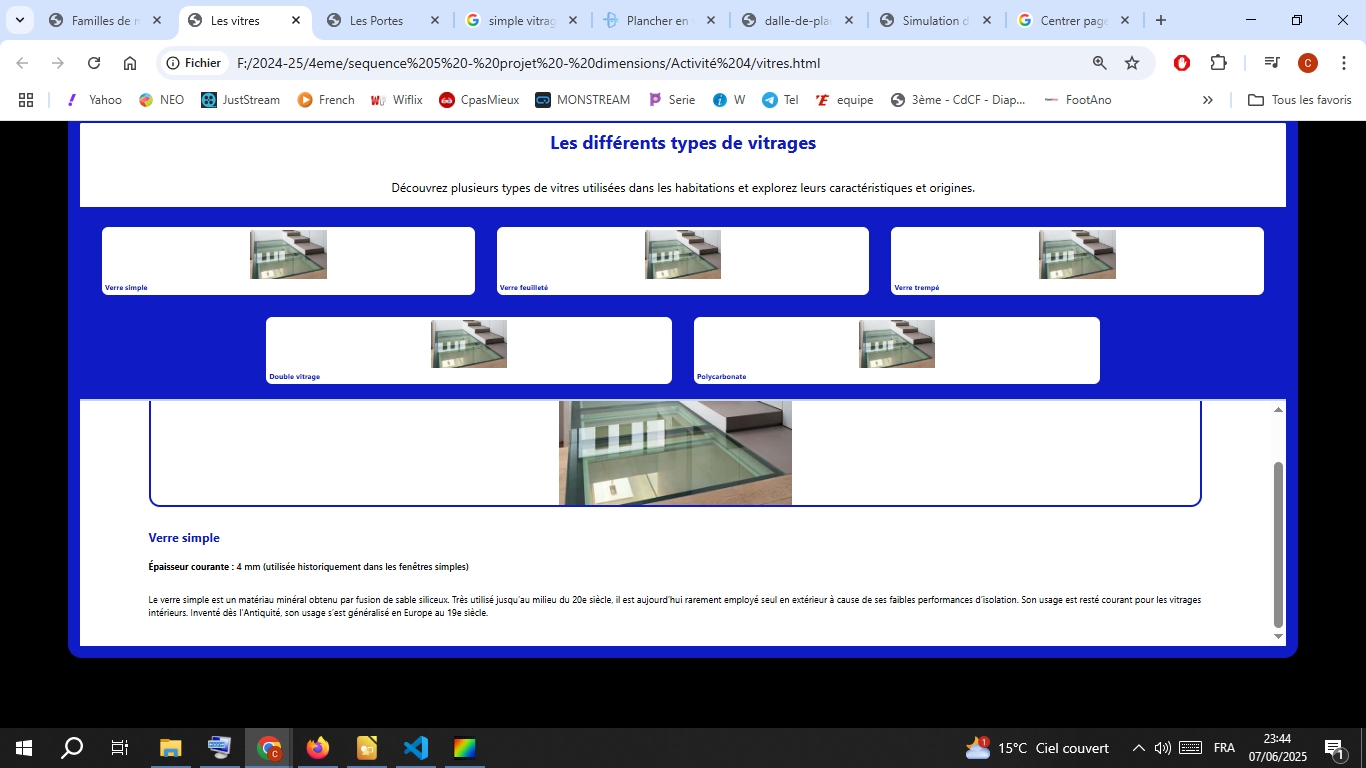 Familles de m
Les vitres
Les Portes
simple vitrag
Plancher en v
dalle-de-pla
Simulation d
Centrer page
Fichier
F:/2024-25/4eme/sequence%205%20-%20projet%20-%20dimensions/Activité%204/vitres.html
C
Yahoo
NEO
JustStream
French
Wiflix
CpasMieux
MONSTREAM
Serie
W
Tel
equipe
3ème - CdCF - Diap...
FootAno
Tous les favoris
Les différents types de vitrages
Découvrez plusieurs types de vitres utilisées dans les habitations et explorez leurs caractéristiques et origines.
Verre simple
Verre feuilleté
Verre trempé
Double vitrage
Polycarbonate
Verre simple
Épaisseur courante : 4 mm (utilisée historiquement dans les fenêtres simples)
Le verre simple est un matériau minéral obtenu par fusion de sable siliceux. Très utilisé jusqu'au milieu du 20e siècle, il est aujourd'hui rarement employé seul en extérieur à cause de ses faibles performances d'isolation. Son usage est resté courant pour les vitrages
intérieurs. Inventé dès l'Antiquité, son usage s'est généralisé en Europe au 19e siècle.
C
1
15°C Ciel couvert
FRA
23:44
07/06/2025
1